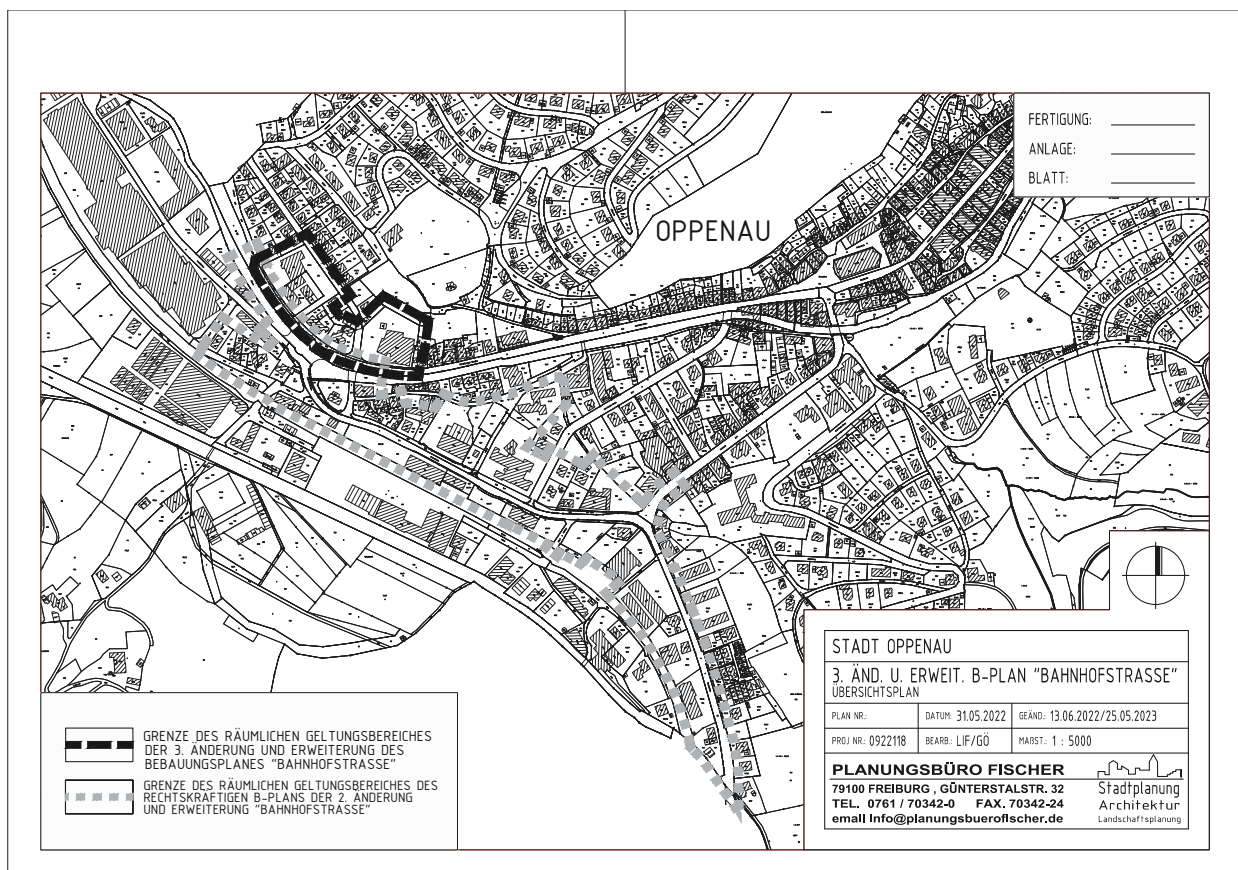 FERTIGUNG:
ANLAGE:
BLATT:
OPPENAU
STADT OPPENAU
3. ÄND. U. ERWEIT. B-PLAN "BAHNHOFSTRASSE"
ÜBERSICHTSPLAN
PLAN NR.: DATUM: 31.05.2022 GEÄND.: 13.06.2022/25.05.2023
PROJ NR.: 0922118 BEARB.: LIF/GÖ MAßST.: 1 : 5000
PLANUNGSBÜRO FISCHER
79100 FREIBURG , GÜNTERSTALSTR. 32
TEL. 0761 / 70342-0 FAX. 70342-24
email Info@planungsbuerofischer.de
Stadtplanung
Architektur
Landschaftsplanung
GRENZE DES RÄUMLICHEN GELTUNGSBEREICHES
DER 3. ÄNDERUNG UND ERWEITERUNG DES
BEBAUUNGSPLANES "BAHNHOFSTRASSE"
GRENZE DES RÄUMLICHEN GELTUNGSBEREICHES DES
RECHTSKRÄFTIGEN B-PLANS DER 2. ÄNDERUNG
UND ERWEITERUNG "BAHNHOFSTRASSE"